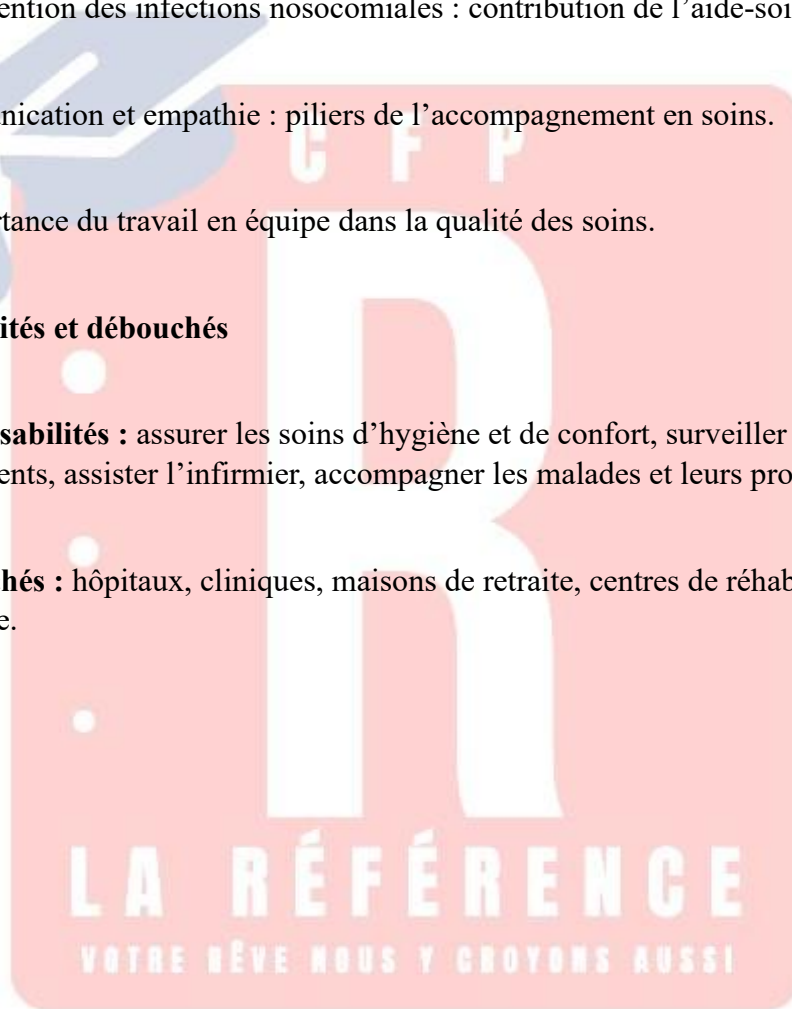 ention des infections nosocomiales : contribution de l’aide-soi
nication et empathie : piliers de l’accompagnement en soins.
C F P
rtance du travail en équipe dans la qualité des soins.
ités et débouchés
sabilités : assurer les soins d’hygiène et de confort, surveiller
ents, assister l’infirmier, accompagner les malades et leurs pro
hés : hôpitaux, cliniques, maisons de retraite, centres de réhab
e.
R
LA RÉFÉRENCE
VOTRE RÊVE NOUS Y CROYONS AUSSI